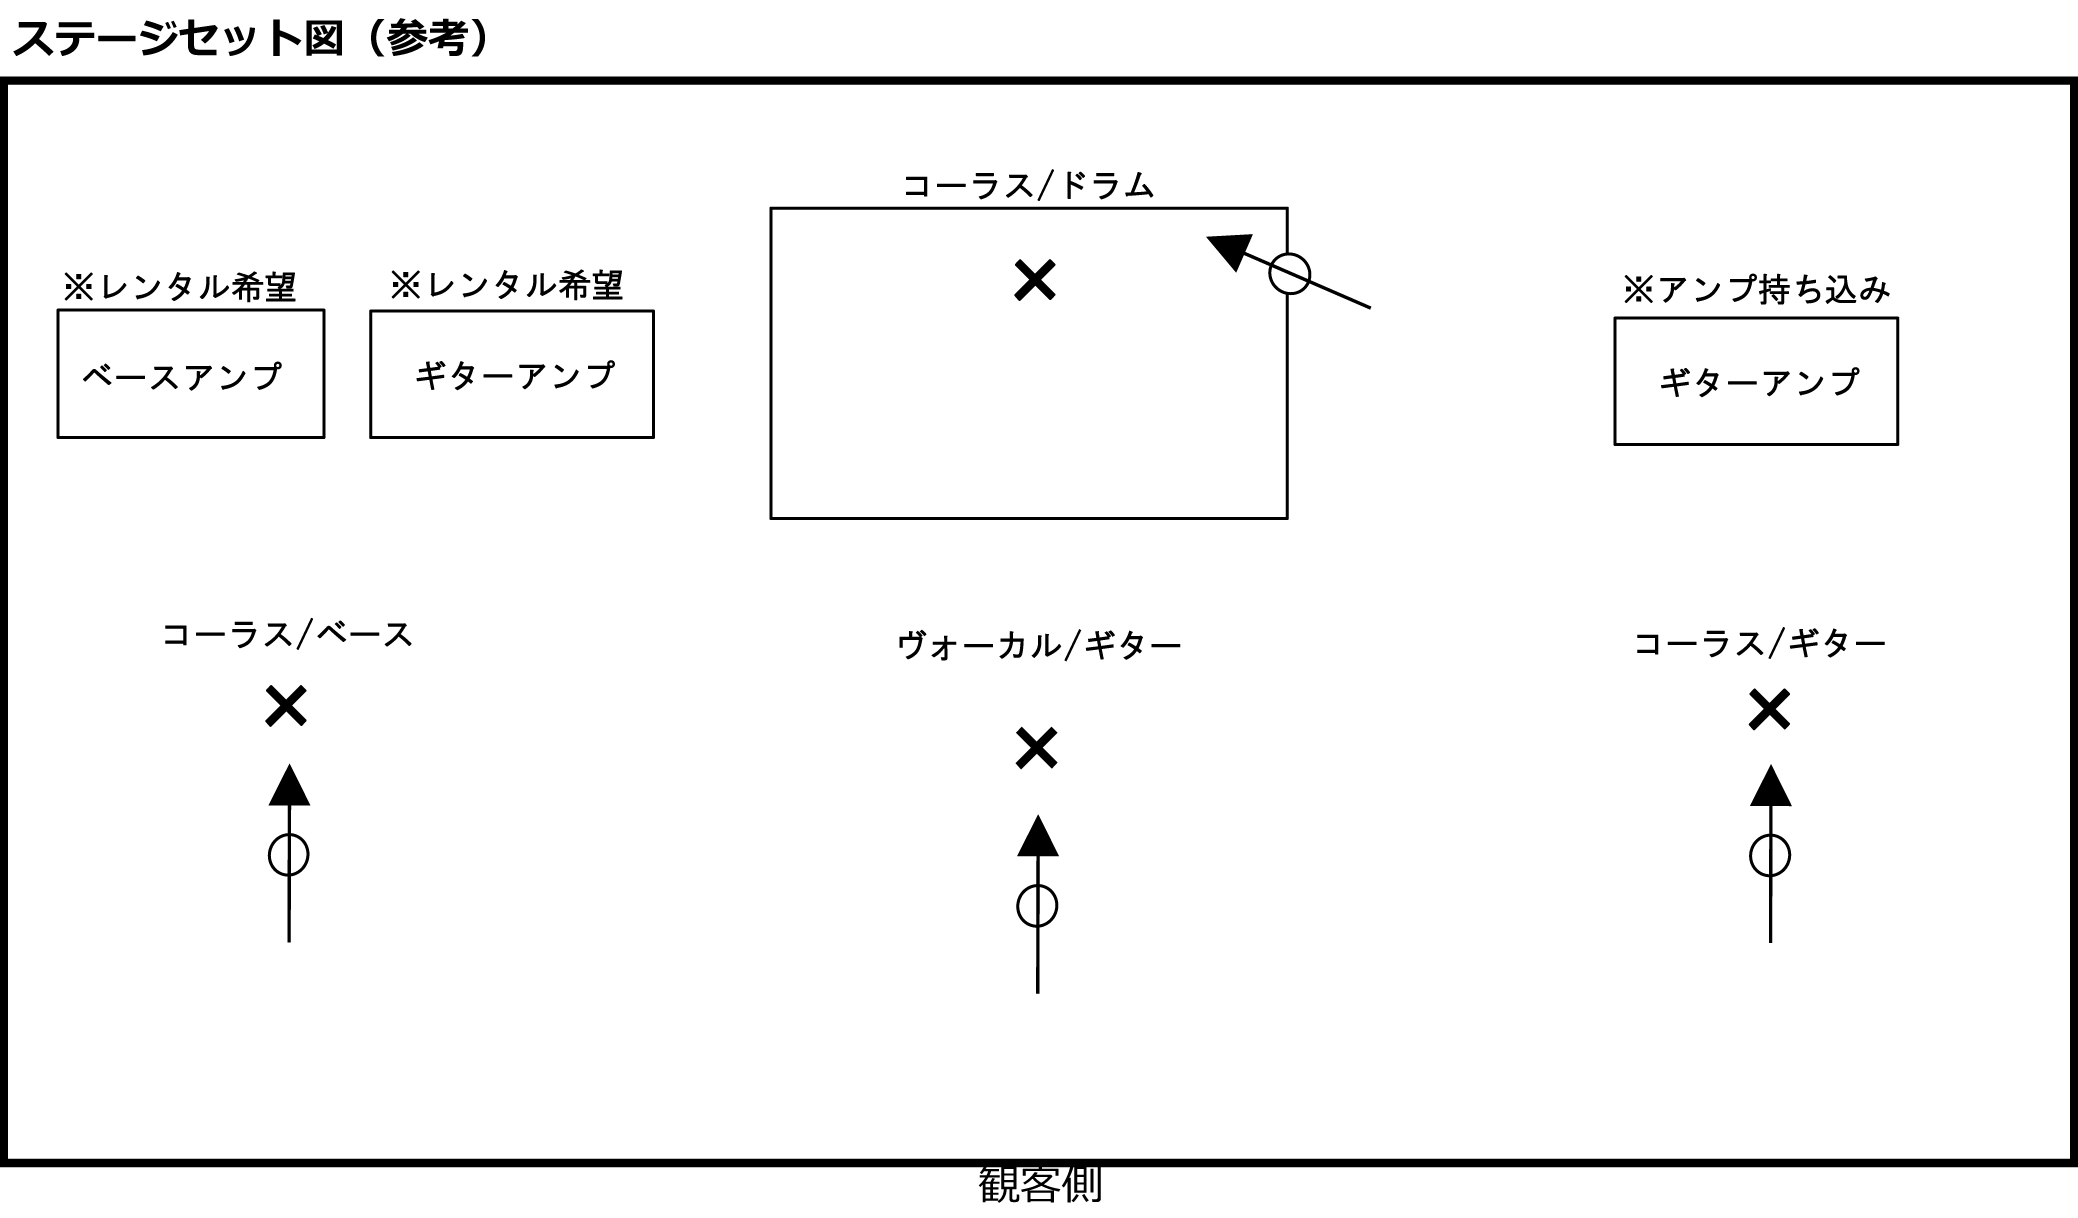 ステージセット図（参考）
コーラス/ドラム
※レンタル希望
※レンタル希望
※アンプ持ち込み
ベースアンプ
ギターアンプ
ギターアンプ
コーラス/ベース
ヴォーカル/ギター
コーラス/ギター
観客側